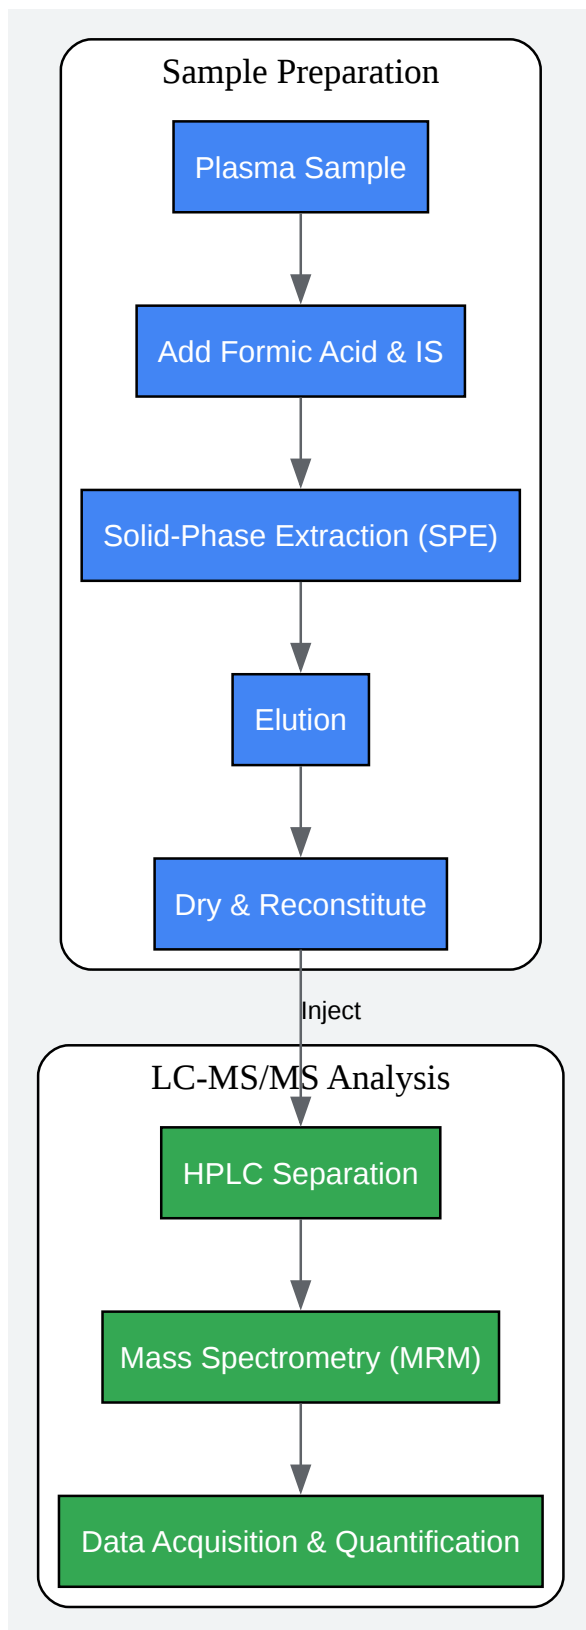 Sample Preparation
Plasma Sample
Add Formic Acid & IS
Solid-Phase Extraction (SPE)
Elution
Dry & Reconstitute
Inject
LC-MS/MS Analysis
HPLC Separation
Mass Spectrometry (MRM)
Data Acquisition & Quantification